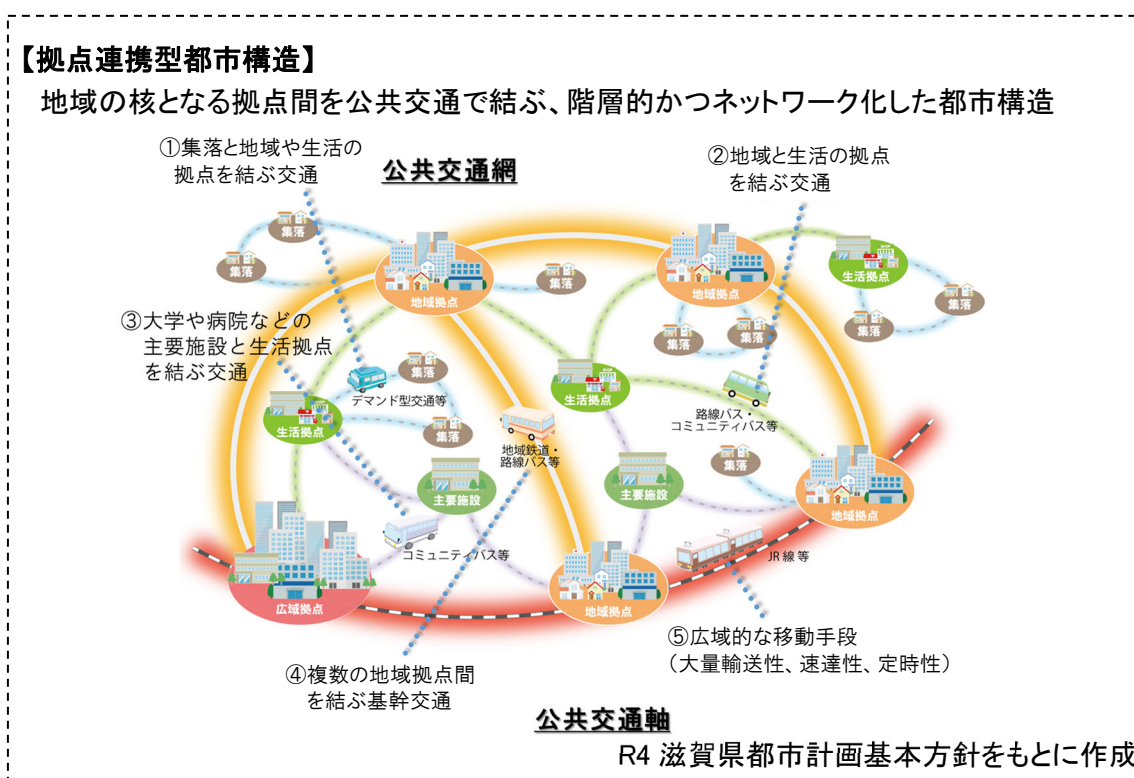 【拠点連携型都市構造】
地域の核となる拠点間を公共交通で結ぶ、階層的かつネットワーク化した都市構造
①集落と地域や生活の
拠点を結ぶ交通
公共交通網
②地域と生活の拠点
を結ぶ交通
集落
集落
地域拠点
集落
地域拠点
生活拠点
集落
集落
集落
集落
③大学や病院などの
主要施設と生活拠点
を結ぶ交通
集落
デマンド型交通等
生活拠点
集落
生活拠点
路線バス・
コミュニティバス等
地域鉄道・
路線バス等
集落
主要施設
主要施設
地域拠点
コミュニティバス等
JR線等
広域拠点
地域拠点
④複数の地域拠点間
を結ぶ基幹交通
⑤広域的な移動手段
（大量輸送性、速達性、定時性）
公共交通軸
R4 滋賀県都市計画基本方針をもとに作成